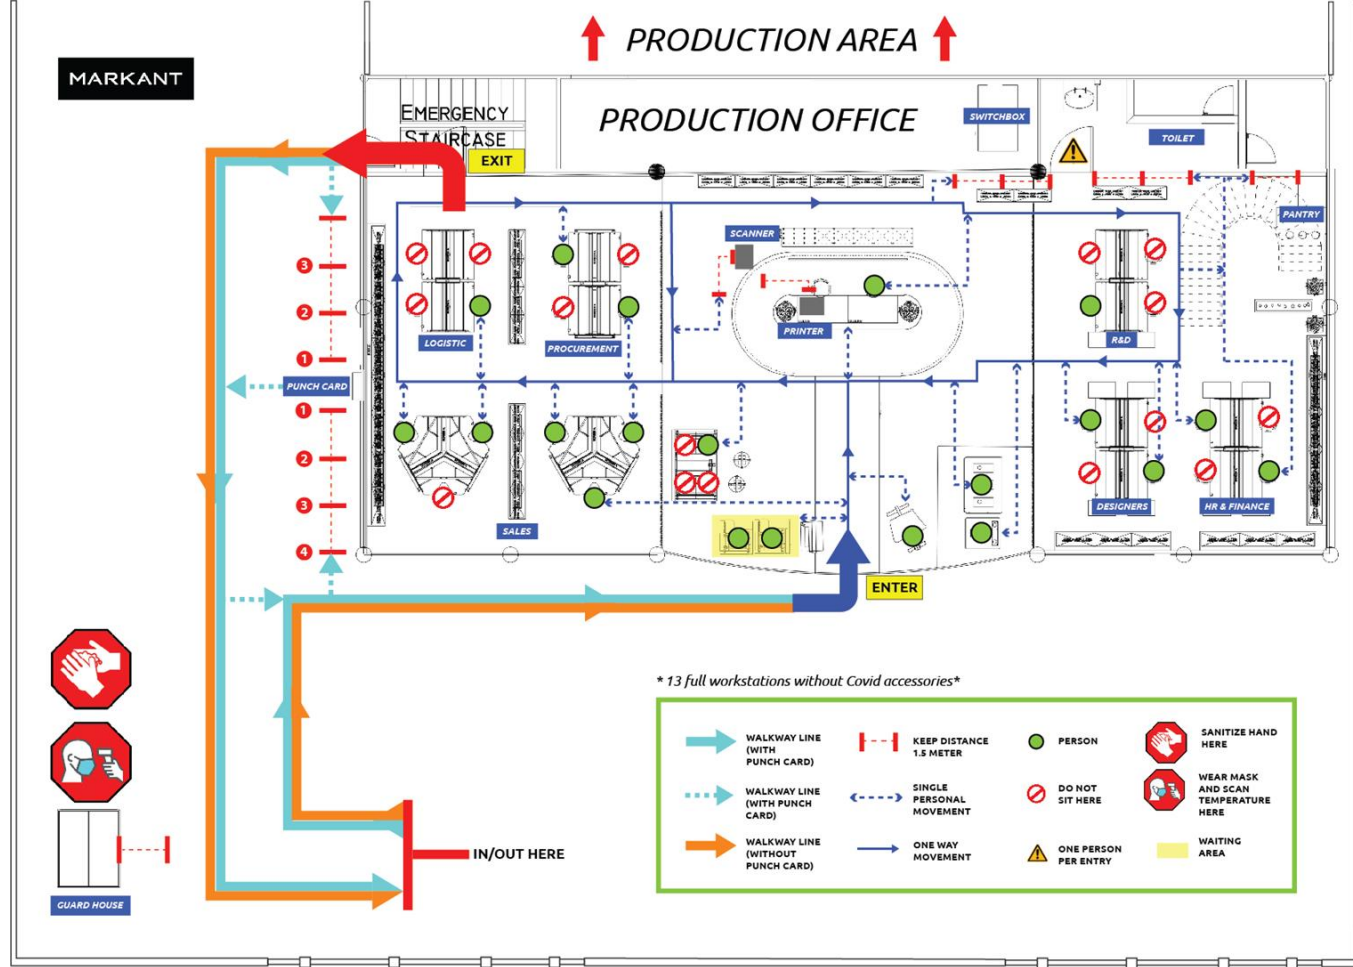 PRODUCTION AREA
MARKANT
EMERGENCY
STAIRCASE
EXIT
PRODUCTION OFFICE
SWITCHBOX
TOILET
PANTRY
SCANNER
PRINTER
LOGISTIC
PROCUREMENT
R&D
3
2
1
PUNCH CARD
1
2
3
4
SALES
DESIGNERS
HR & FINANCE
ENTER
IN/OUT HERE
GUARD HOUSE
* 13 full workstations without Covid accessories*
WALKWAY LINE
(WITH
PUNCH CARD)
KEEP DISTANCE
1.5 METER
PERSON
SANITIZE HAND
HERE
WALKWAY LINE
(WITH PUNCH
CARD)
SINGLE
PERSONAL
MOVEMENT
DO NOT
SIT HERE
WEAR MASK
AND SCAN
TEMPERATURE
HERE
WALKWAY LINE
(WITHOUT
PUNCH CARD)
ONE WAY
MOVEMENT
ONE PERSON
PER ENTRY
WAITING
AREA